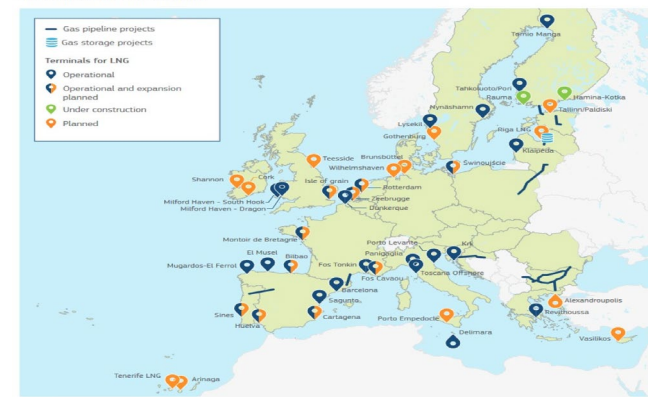 Gas pipeline projects
Gas storage projects
Terminals for LNG
Operational
Operational and expansion
planned
Under construction
Planned
Tornio Manga
Tahkoluoto/Pori
Rauma
Hamina-Kotka
Tallinn/Paldiski
Nynäshamn
Lysekil
Gothenburg
Riga LNG
Klaipeda
Teesside
Brunsbüttel
Wilhelmshaven
Świnoujście
Shannon
Cork
Isle of grain
Rotterdam
Zeebrugge
Dunkerque
Milford Haven - South Hook
Milford Haven - Dragon
Montoir de Bretagne
Porto Levante
Krk
Panigaglia
El Musel
Bilbao
Fos Tonkin
Mugardos-El Ferrol
Fos Cavaou
Toscana Offshore
Barcelona
Sagunto
Alexandroupolis
Revithoussa
Sines
Huelva
Cartagena
Porto Empedocle
Delimara
Vasilikos
Tenerife LNG
Arinaga